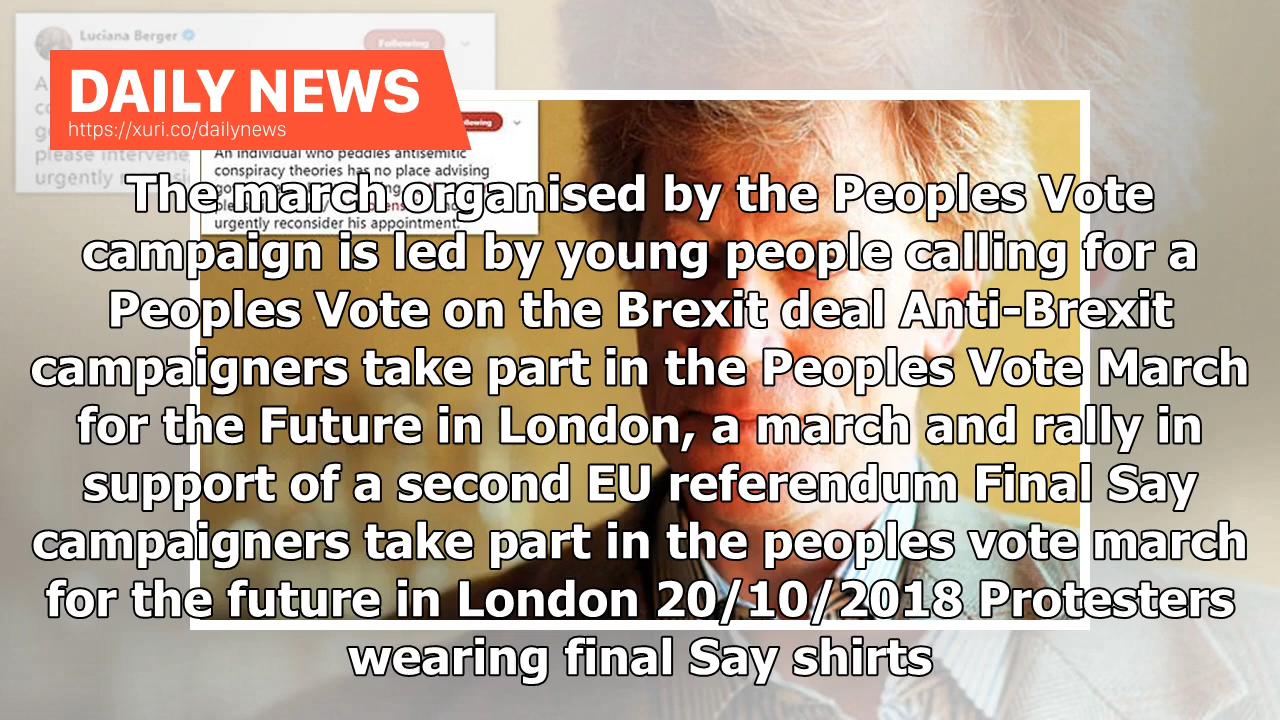 Luciana Berger
Following
DAILY NEWS
https://xuri.co/dailynews
please intervene
urgently
An individual who peddles antisemitic
conspiracy theories has no place advising
urgently reconsider his appointment.
The march organised by the Peoples Vote
campaign is led by young people calling for a
Peoples Vote on the Brexit deal Anti-Brexit
campaigners take part in the Peoples Vote March
for the Future in London, a march and rally in
support of a second EU referendum Final Say
campaigners take part in the peoples vote march
for the future in London 20/10/2018 Protesters
wearing final Say shirts